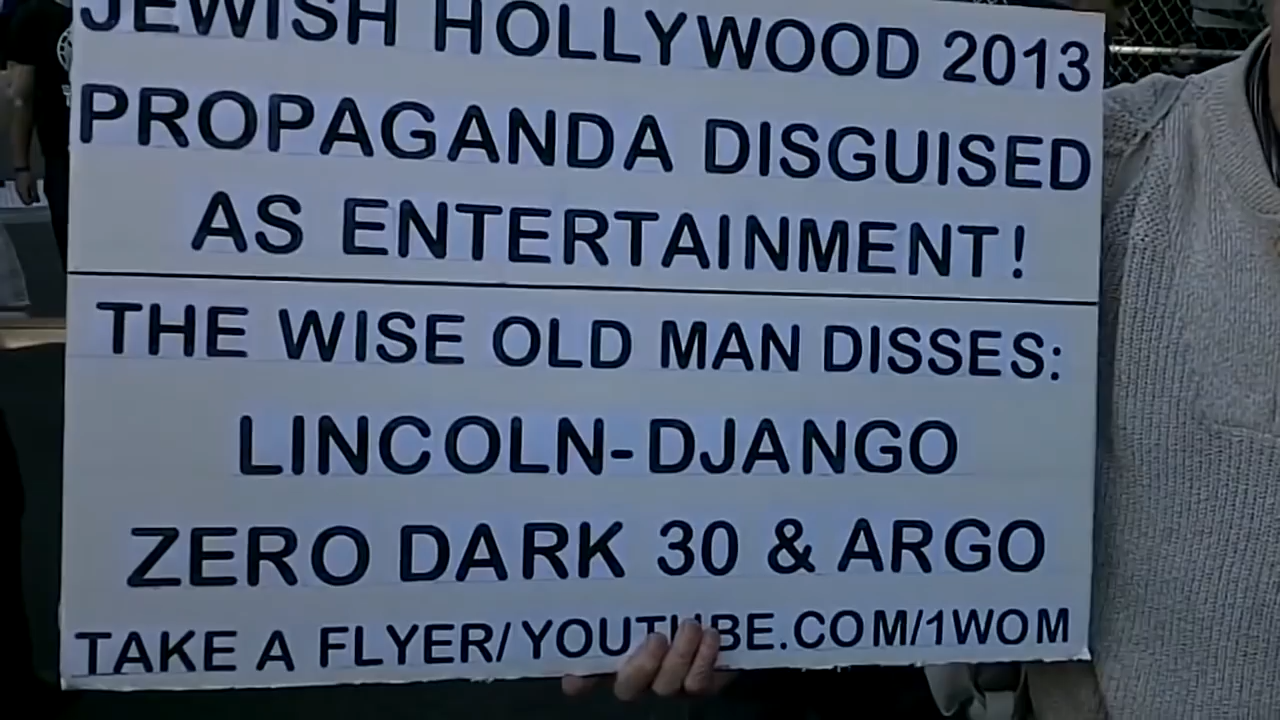 JEWISH HOLLYWOOD 2013
PROPAGANDA DISGUISED
AS ENTERTAINMENT!
THE WISE OLD MAN DISSES:
LINCOLN-DJANGO
ZERO DARK 30 & ARGO
TAKE A FLYER/YOUTUBE.COM/1WOM